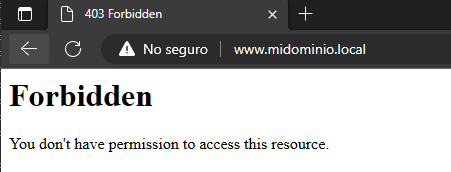 403 Forbidden
No seguro
www.midominio.local
Forbidden
You don't have permission to access this resource.